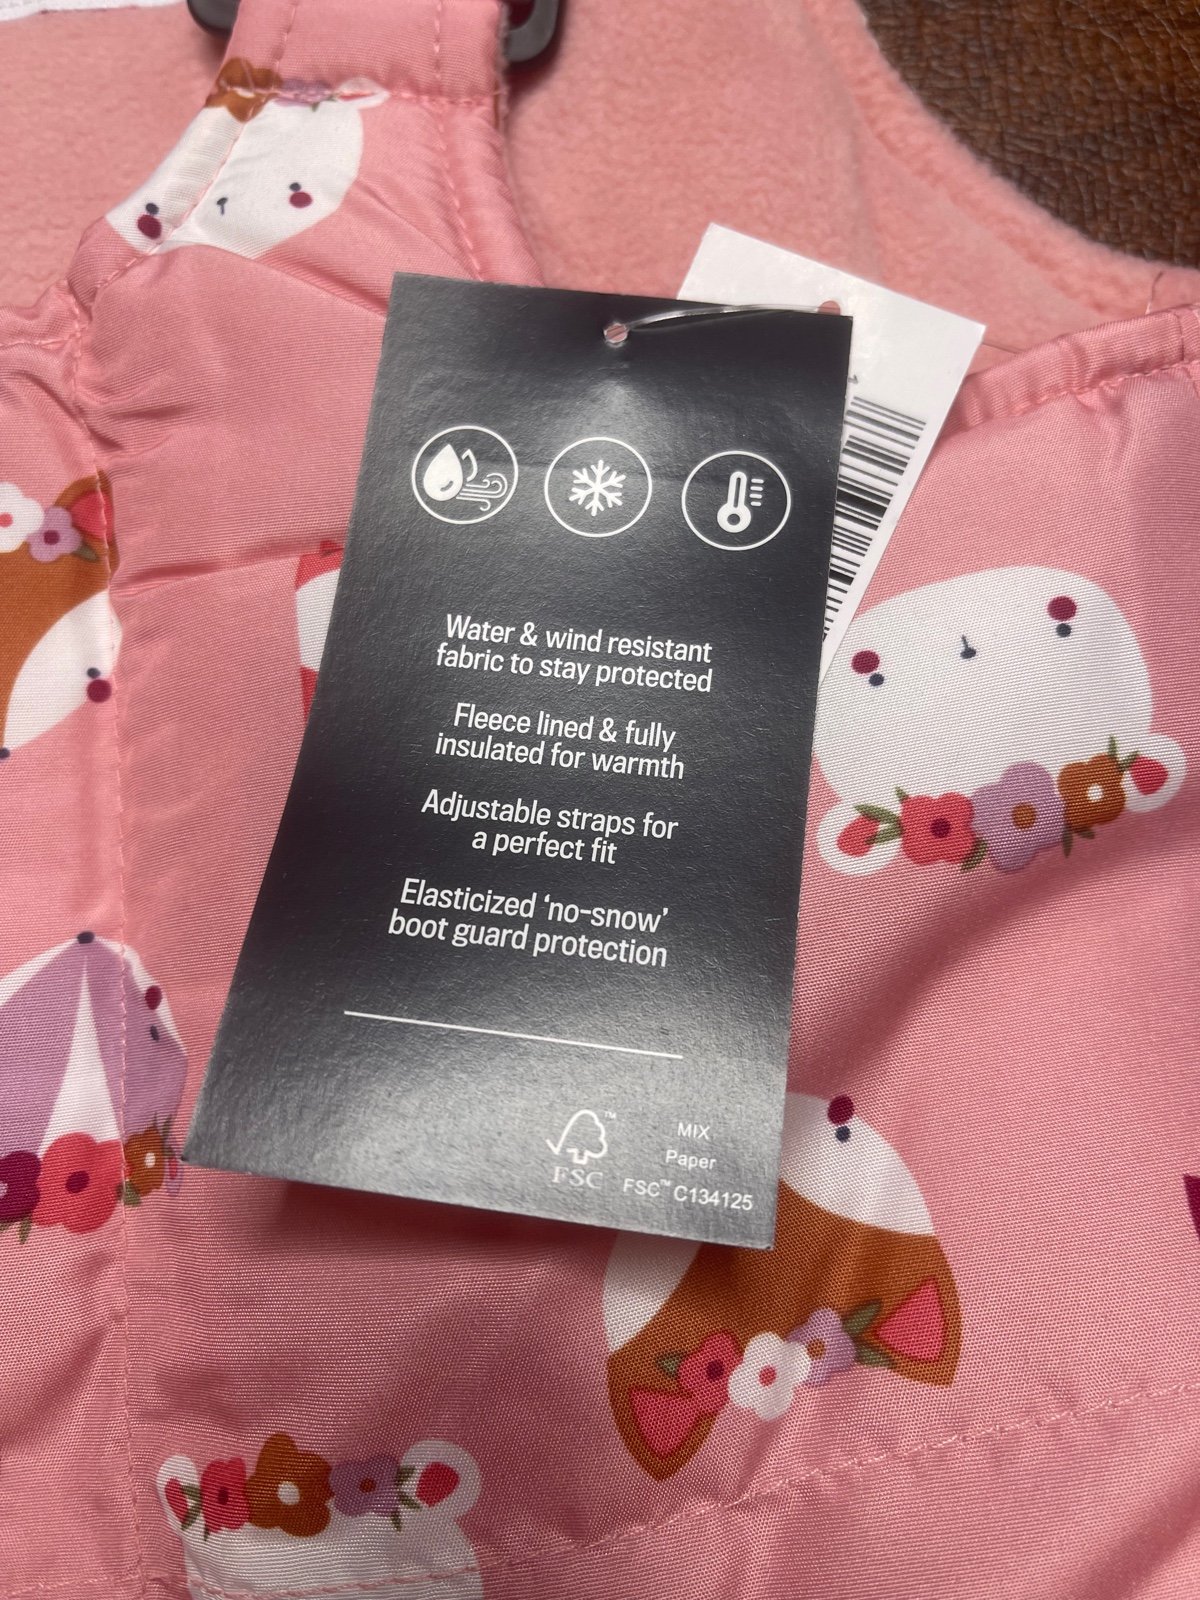 Water & wind resistant
fabric to stay protected
Fleece lined & fully
insulated for warmth
Adjustable straps for
a perfect fit
Elasticized ‘no-snow’
boot guard protection
FSC™
MIX
Paper
FSC™ C134125